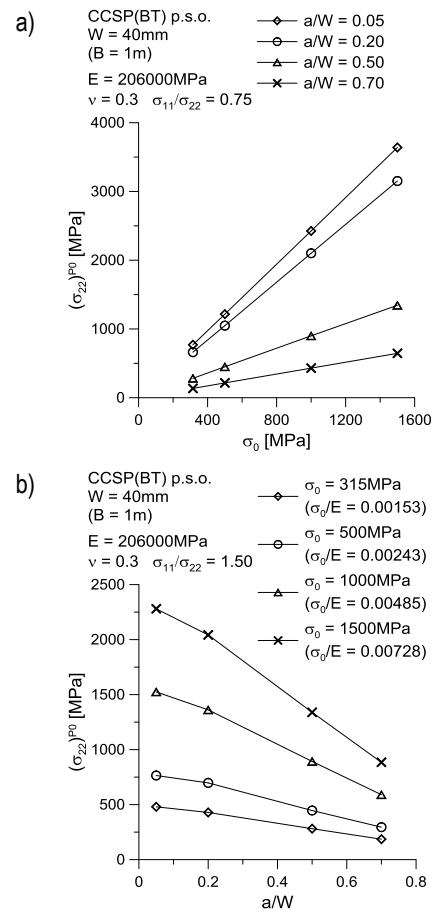 a)
CCSP(BT) p.s.o.
W = 40mm
(B = 1m)
E = 206000MPa
ν = 0.3 σ₁₁/σ₂₂ = 0.75
a/W = 0.05
a/W = 0.20
a/W = 0.50
a/W = 0.70
4000
3000
2000
1000
0
(σ₂₂)ᴾ⁰ [MPa]
0 400 800 1200 1600
σ₀ [MPa]
b)
CCSP(BT) p.s.o.
W = 40mm
(B = 1m)
E = 206000MPa
ν = 0.3 σ₁₁/σ₂₂ = 1.50
σ₀ = 315MPa
(σ₀/E = 0.00153)
σ₀ = 500MPa
(σ₀/E = 0.00243)
σ₀ = 1000MPa
(σ₀/E = 0.00485)
σ₀ = 1500MPa
(σ₀/E = 0.00728)
2500
2000
1500
1000
500
0
(σ₂₂)ᴾ⁰ [MPa]
0 0.2 0.4 0.6 0.8
a/W